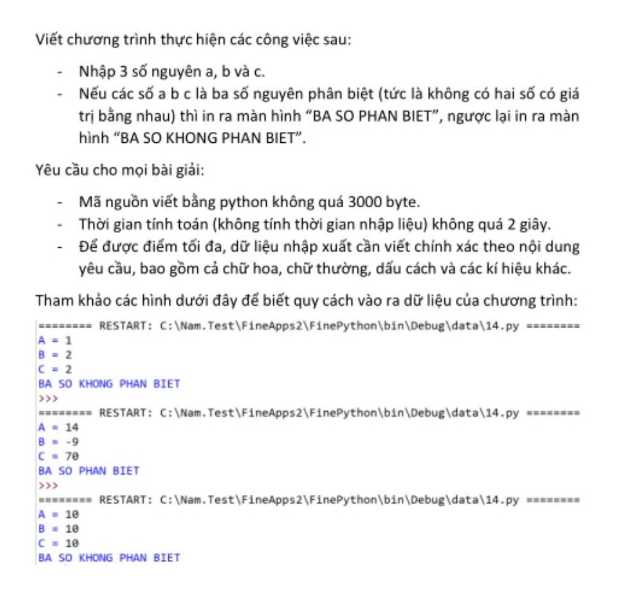 Viết chương trình thực hiện các công việc sau:
- Nhập 3 số nguyên a, b và c.
- Nếu các số a b c là ba số nguyên phân biệt (tức là không có hai số có giá
trị bằng nhau) thì in ra màn hình “BA SO PHAN BIET”, ngược lại in ra màn
hình “BA SO KHONG PHAN BIET”.
Yêu cầu cho mọi bài giải:
- Mã nguồn viết bằng python không quá 3000 byte.
- Thời gian tính toán (không tính thời gian nhập liệu) không quá 2 giây.
- Để được điểm tối đa, dữ liệu nhập xuất cần viết chính xác theo nội dung
yêu cầu, bao gồm cả chữ hoa, chữ thường, dấu cách và các kí hiệu khác.
Tham khảo các hình dưới đây để biết quy cách vào ra dữ liệu của chương trình:
======== RESTART: C:\Nam.Test\FineApps2\FinePython\bin\Debug\data\14.py ========
A = 1
B = 2
C = 2
BA SO KHONG PHAN BIET
>>>
======== RESTART: C:\Nam.Test\FineApps2\FinePython\bin\Debug\data\14.py ========
A = 14
B = -9
C = 70
BA SO PHAN BIET
>>>
======== RESTART: C:\Nam.Test\FineApps2\FinePython\bin\Debug\data\14.py ========
A = 10
B = 10
C = 10
BA SO KHONG PHAN BIET